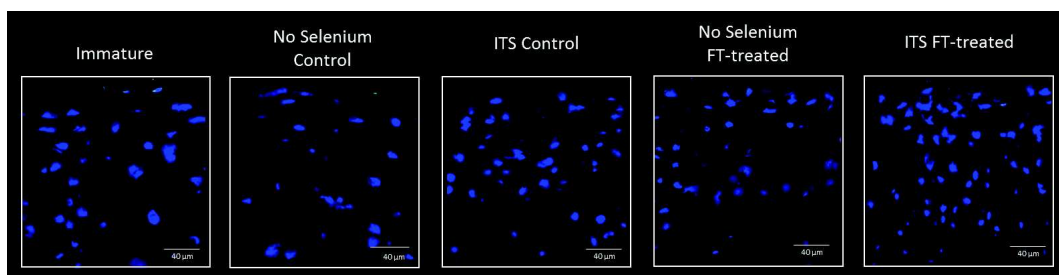 Immature
No Selenium
Control
ITS Control
No Selenium
FT-treated
ITS FT-treated
40 µm
40 µm
40 µm
40 µm
40 µm